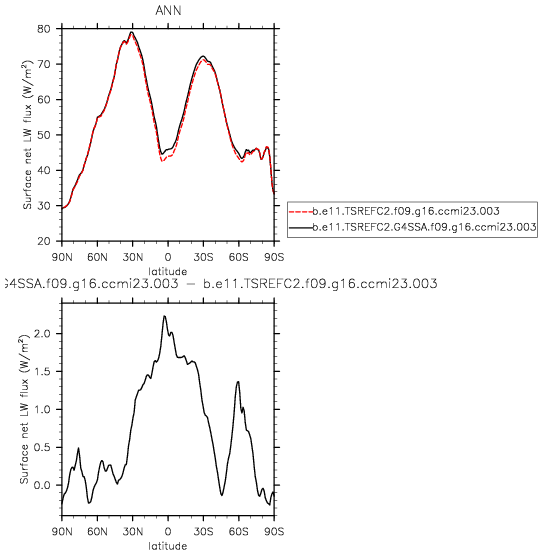 ANN
80
70
60
50
40
30
20
Surface net LW flux (W/m²)
90N 60N 30N 0 30S 60S 90S
latitude
b.e11.TSREFC2.f09.g16.ccmi23.003
b.e11.TSREFC2.G4SSA.f09.g16.ccmi23.003
G4SSA.f09.g16.ccmi23.003 − b.e11.TSREFC2.f09.g16.ccmi23.003
2.0
1.5
1.0
0.5
0.0
Surface net LW flux (W/m²)
90N 60N 30N 0 30S 60S 90S
latitude